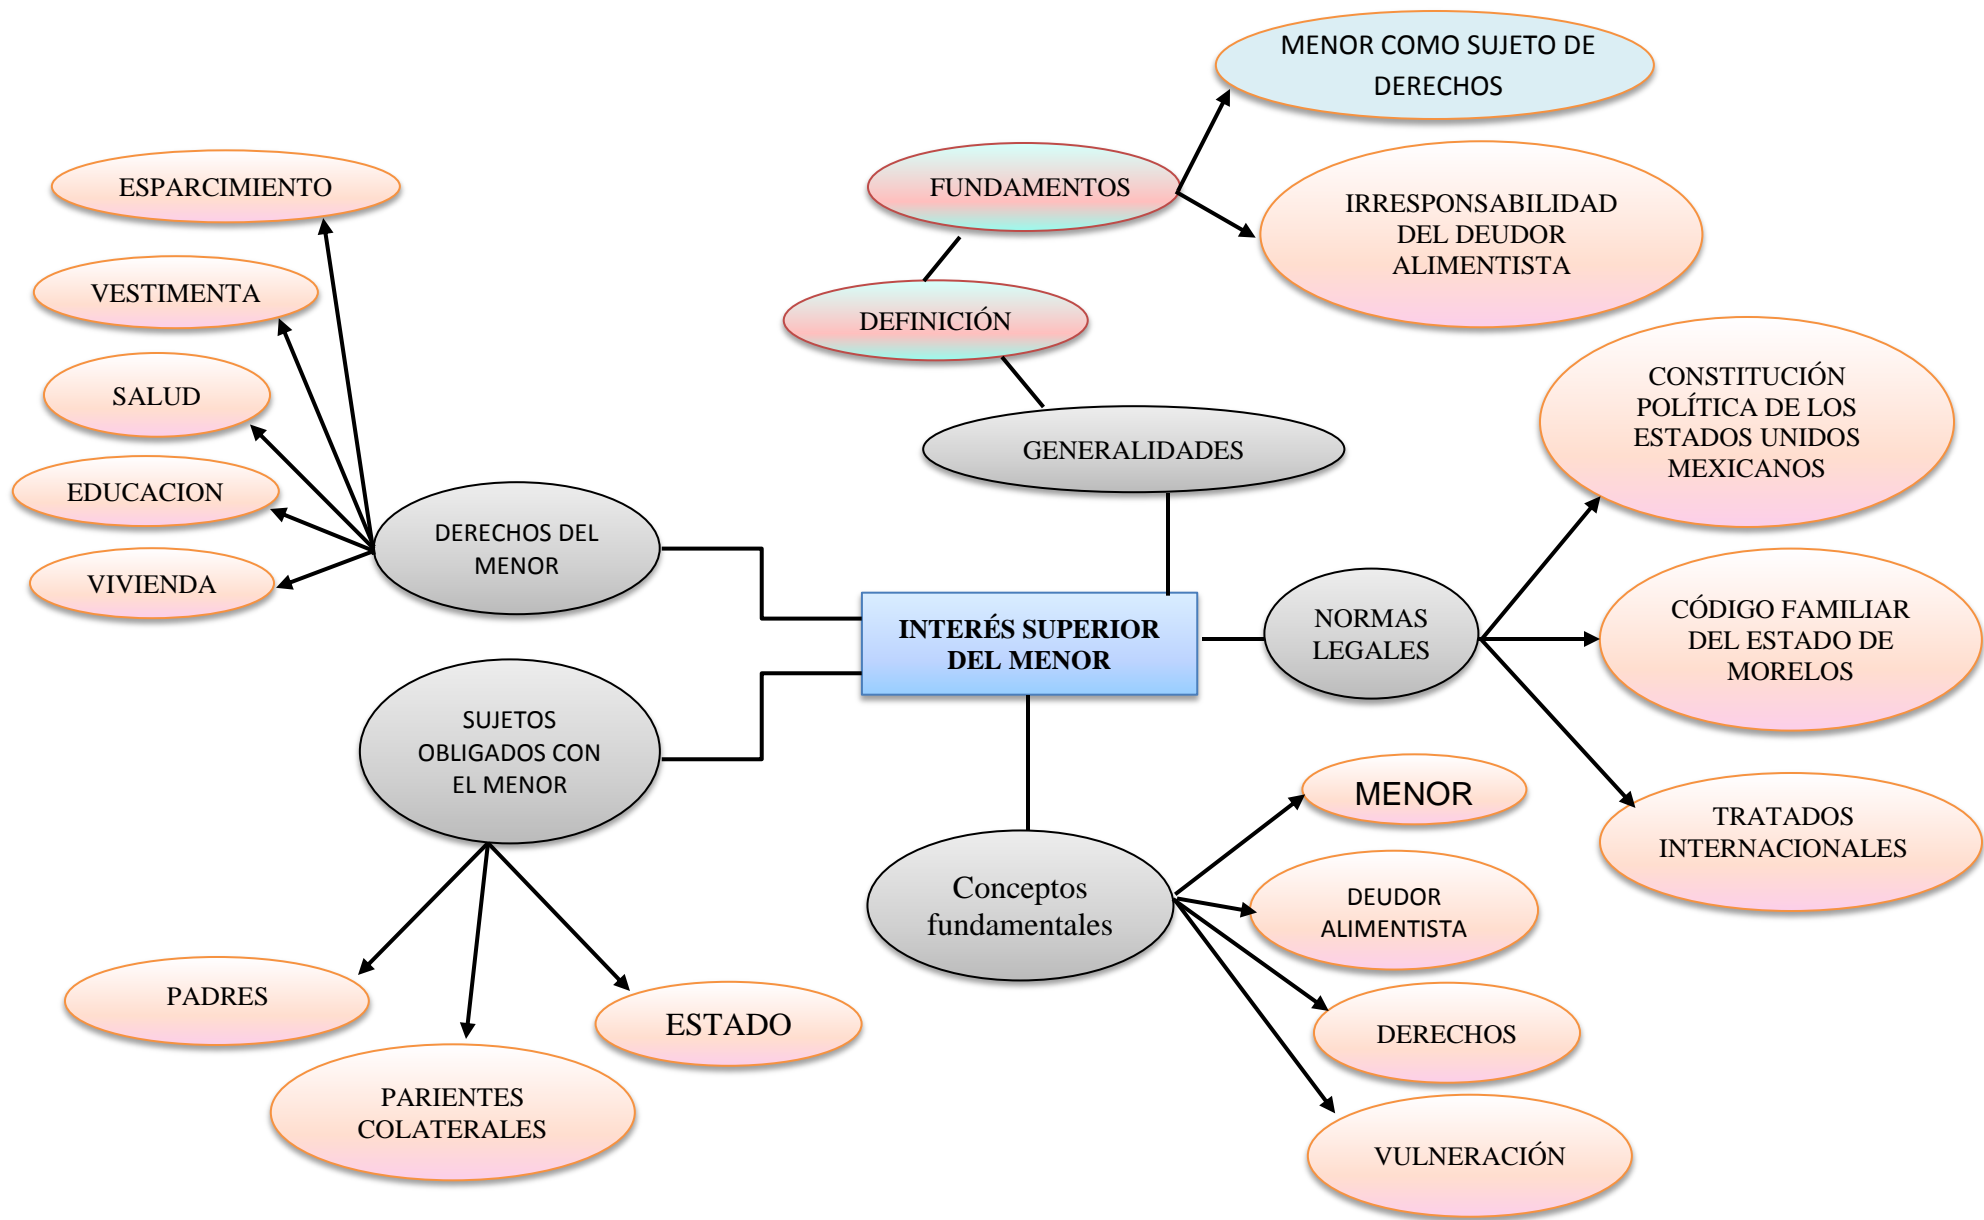 MENOR COMO SUJETO DE
DERECHOS
ESPARCIMIENTO
FUNDAMENTOS
IRRESPONSABILIDAD
DEL DEUDOR
ALIMENTISTA
VESTIMENTA
DEFINICIÓN
SALUD
GENERALIDADES
CONSTITUCIÓN
POLÍTICA DE LOS
ESTADOS UNIDOS
MEXICANOS
EDUCACION
DERECHOS DEL
MENOR
VIVIENDA
INTERÉS SUPERIOR
DEL MENOR
NORMAS
LEGALES
CÓDIGO FAMILIAR
DEL ESTADO DE
MORELOS
SUJETOS
OBLIGADOS CON
EL MENOR
MENOR
TRATADOS
INTERNACIONALES
Conceptos
fundamentales
DEUDOR
ALIMENTISTA
PADRES
ESTADO
DERECHOS
PARIENTES
COLATERALES
VULNERACIÓN